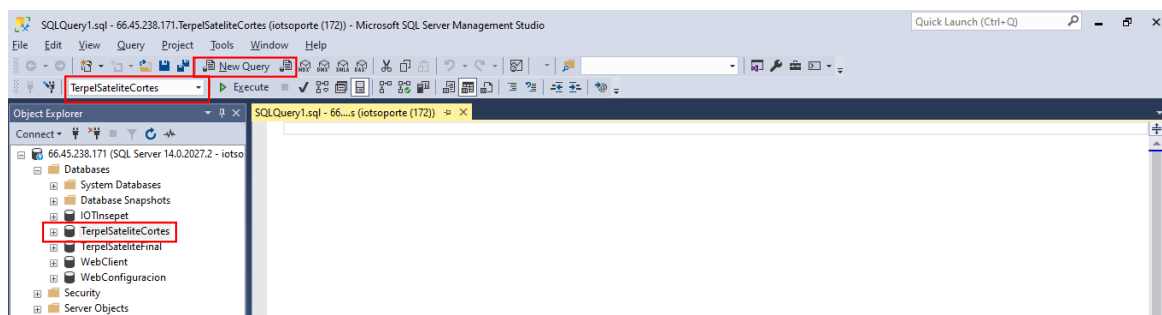 SQLQuery1.sql - 66.45.238.171.TerpelSateliteCortes (iotsoporte (172)) - Microsoft SQL Server Management Studio
Quick Launch (Ctrl+Q)
File Edit View Query Project Tools Window Help
New Query
TerpelSateliteCortes
Execute
Object Explorer
SQLQuery1.sql - 66....s (iotsoporte (172))
Connect
66.45.238.171 (SQL Server 14.0.2027.2 - iotso
Databases
System Databases
Database Snapshots
IOTInsepet
TerpelSateliteCortes
TerpelSateliteFinal
WebClient
WebConfiguracion
Security
Server Objects